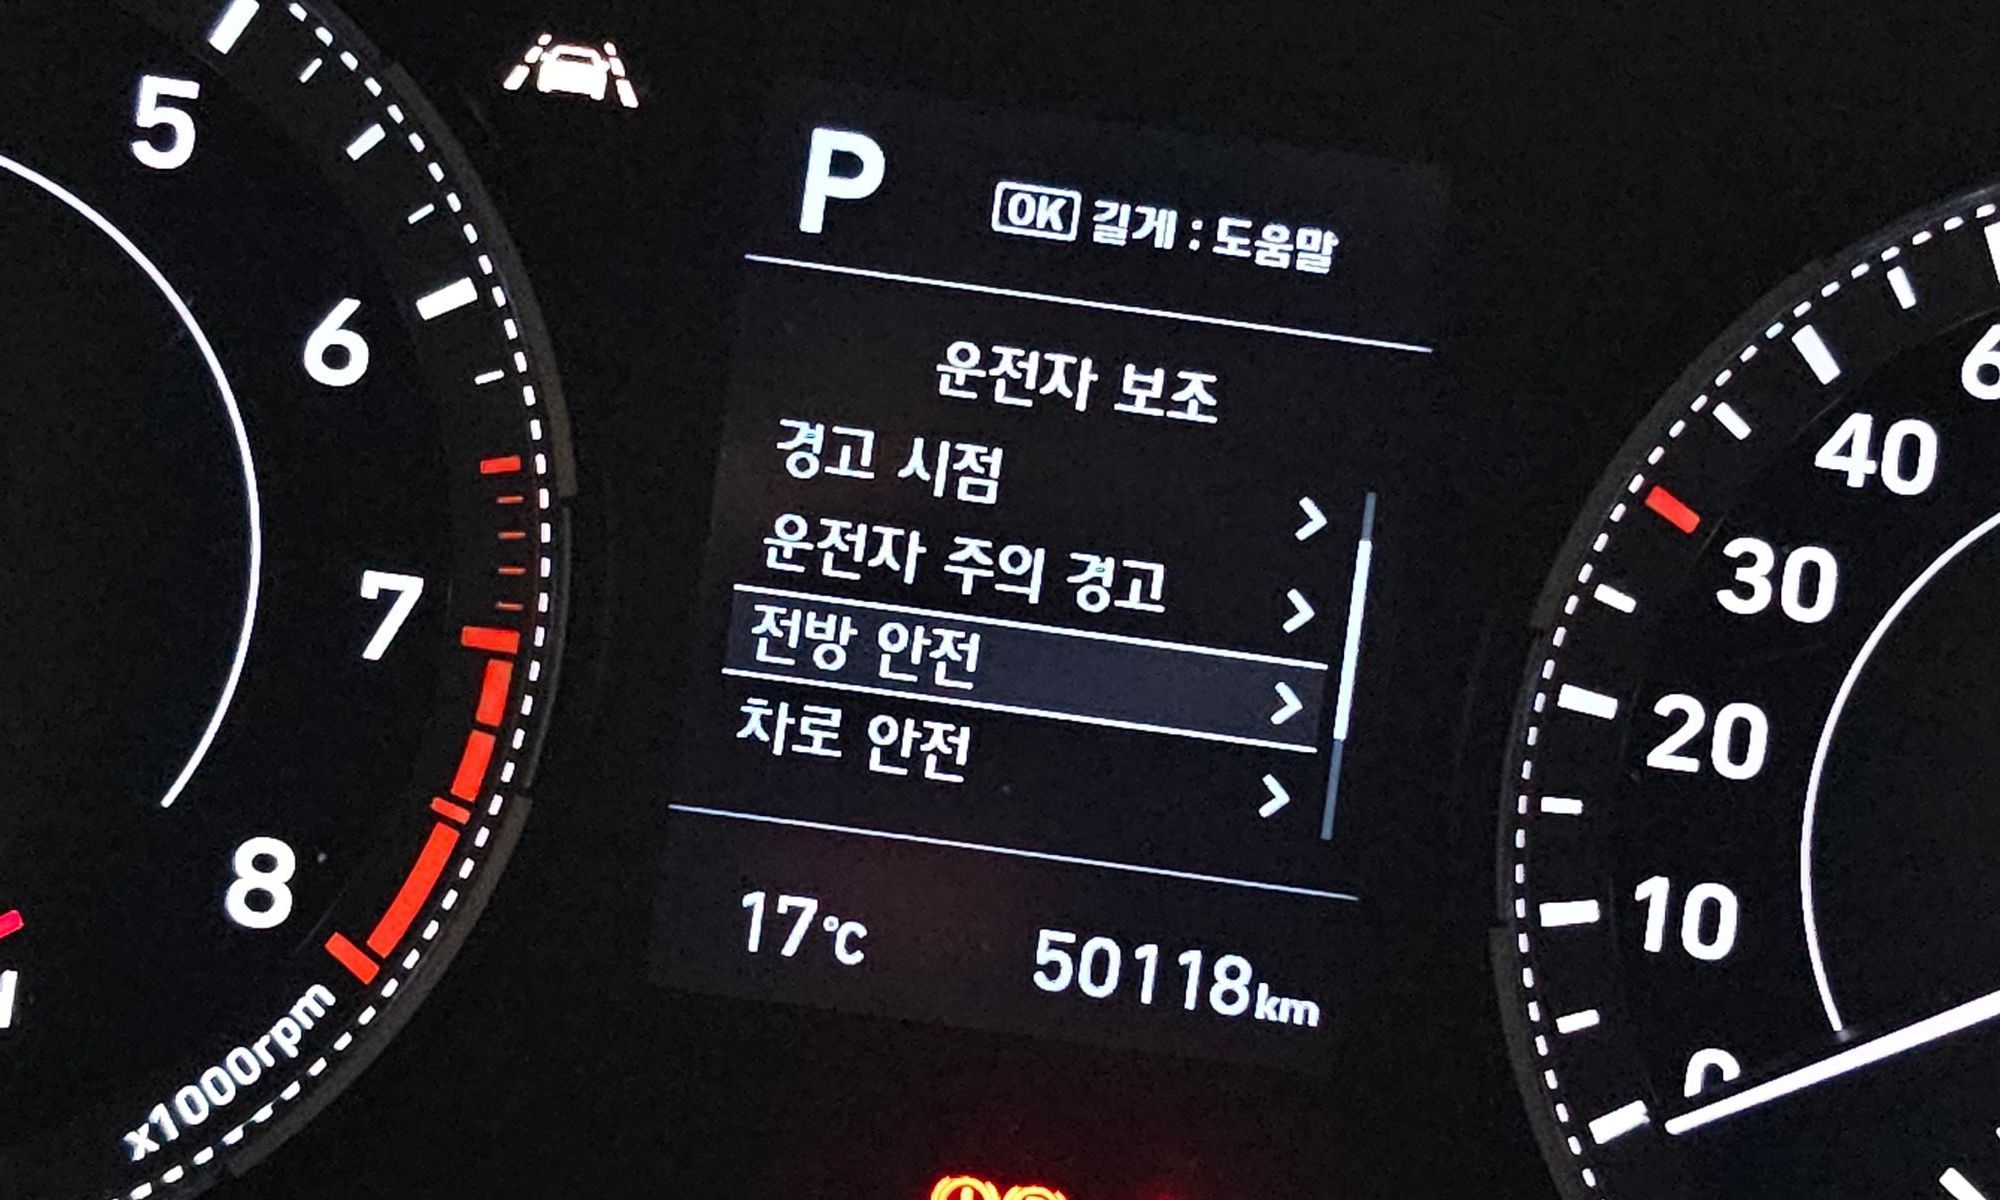 P
OK 길게 : 도움말
운전자 보조
경고 시점
운전자 주의 경고
전방 안전
차로 안전
17℃ 50118km
5
6
7
8
x1000rpm
40
30
20
10
0